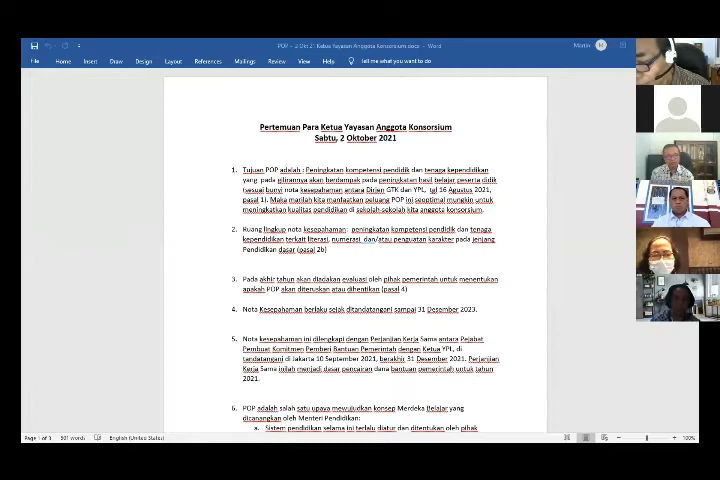 POP - 2 Okt 21 Ketua Yayasan Anggota Konsorsium.docx - Word
Martin
M
File Home Insert Draw Design Layout References Mailings Review View Help Tell me what you want to do
Pertemuan Para Ketua Yayasan Anggota Konsorsium
Sabtu, 2 Oktober 2021
1. Tujuan POP adalah : Peningkatan kompetensi pendidik dan tenaga kependidikan
yang pada gilirannya akan berdampak pada peningkatan hasil belajar peserta didik
(sesuai bunyi nota kesepahaman antara Dirjen GTK dan YPL, tgl 16 Agustus 2021,
pasal 1). Maka marilah kita manfaatkan peluang POP ini seoptimal mungkin untuk
meningkatkan kualitas pendidikan di sekolah-sekolah kita anggota konsorsium.
2. Ruang lingkup nota kesepahaman: peningkatan kompetensi pendidik dan tenaga
kependidikan terkait literasi, numerasi dan/atau penguatan karakter pada jenjang
Pendidikan dasar (pasal 2b)
3. Pada akhir tahun akan diadakan evaluasi oleh pihak pemerintah untuk menentukan
apakah POP akan diteruskan atau dihentikan (pasal 4)
4. Nota Kesepahaman berlaku sejak ditandatangani sampai 31 Desember 2023.
5. Nota kesepahaman ini dilengkapi dengan Perjanjian Kerja Sama antara Pejabat
Pembuat Komitmen Pemberi Bantuan Pemerintah dengan Ketua YPL, di
tandatangani di Jakarta 10 September 2021, berakhir 31 Desember 2021. Perjanjian
Kerja Sama inilah menjadi dasar pencairan dana bantuan pemerintah untuk tahun
2021.
6. POP adalah salah satu upaya mewujudkan konsep Merdeka Belajar yang
dicanangkan oleh Menteri Pendidikan:
a. Sistem pendidikan selama ini terlalu diatur dan ditentukan oleh pihak
Page 1 of 3 501 words English (United States) 100%